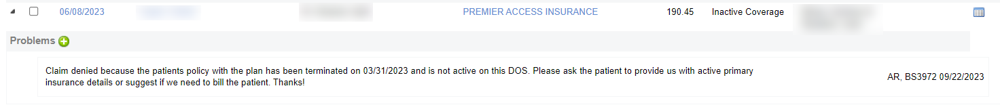 06/08/2023 PREMIER ACCESS INSURANCE 190.45 Inactive Coverage
Problems
Claim denied because the patients policy with the plan has been terminated on 03/31/2023 and is not active on this DOS. Please ask the patient to provide us with active primary
insurance details or suggest if we need to bill the patient. Thanks!
AR, BS3972 09/22/2023